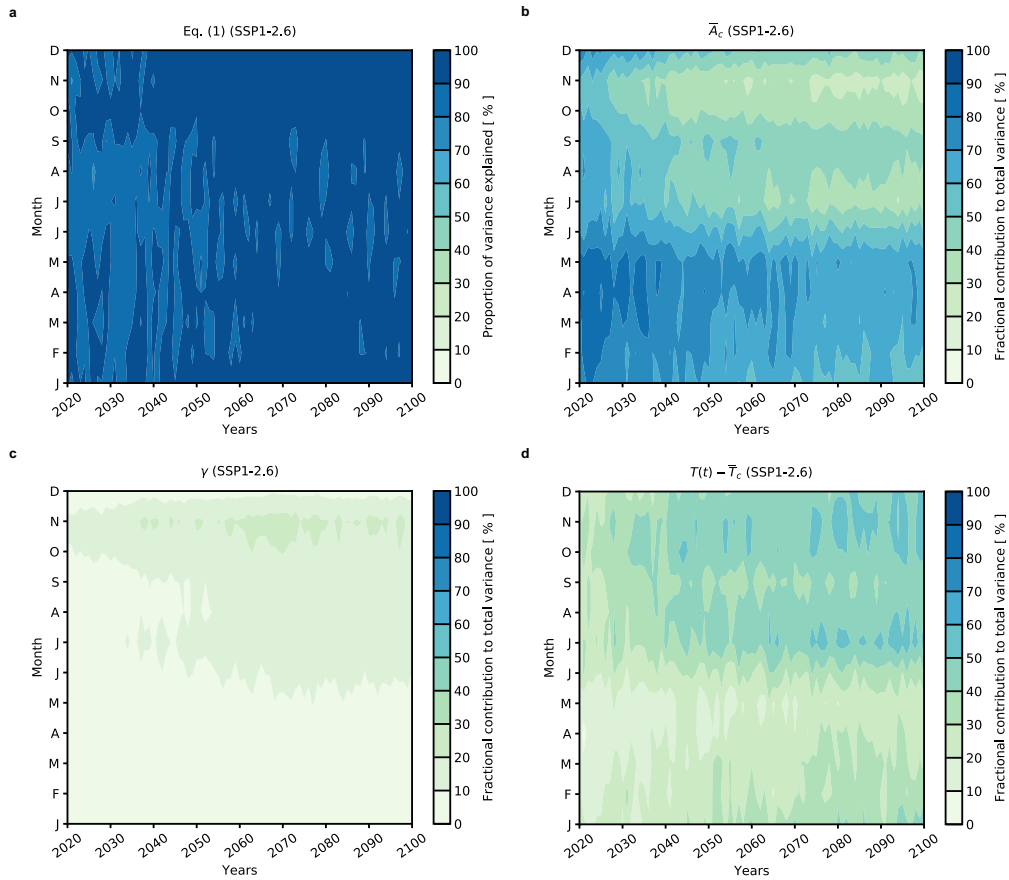 a
Eq. (1) (SSP1-2.6)
D
N
O
S
A
J
J
M
A
M
F
J
Month
2020
2030
2040
2050
2060
2070
2080
2090
2100
Years
100
90
80
70
60
50
40
30
20
10
0
Proportion of variance explained [ % ]
b
A̅c (SSP1-2.6)
D
N
O
S
A
J
J
M
A
M
F
J
Month
2020
2030
2040
2050
2060
2070
2080
2090
2100
Years
100
90
80
70
60
50
40
30
20
10
0
Fractional contribution to total variance [ % ]
c
γ (SSP1-2.6)
D
N
O
S
A
J
J
M
A
M
F
J
Month
2020
2030
2040
2050
2060
2070
2080
2090
2100
Years
100
90
80
70
60
50
40
30
20
10
0
Fractional contribution to total variance [ % ]
d
T(t) − T̅c (SSP1-2.6)
D
N
O
S
A
J
J
M
A
M
F
J
Month
2020
2030
2040
2050
2060
2070
2080
2090
2100
Years
100
90
80
70
60
50
40
30
20
10
0
Fractional contribution to total variance [ % ]